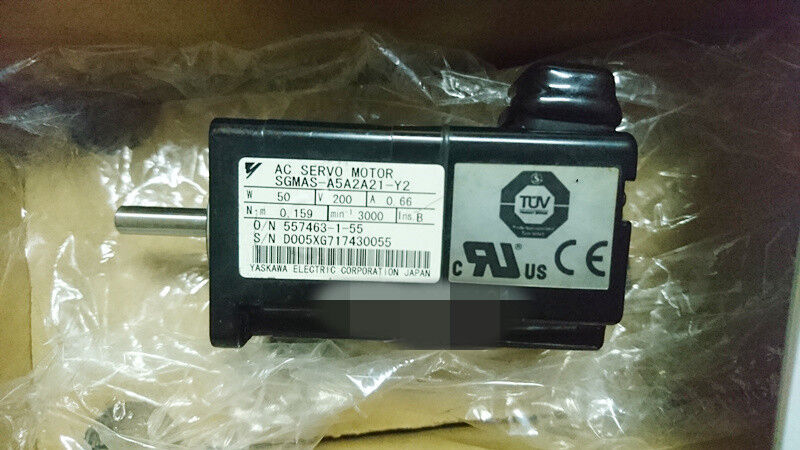 AC SERVO MOTOR
SGMAS-A5A2A21-Y2
W 50 V 200 A 0.66
N·m 0.159 min⁻¹ 3000 Ins.B
O/N 557463-1-55
S/N D005XG717430055
YASKAWA ELECTRIC CORPORATION JAPAN
TÜV
C RU US CE